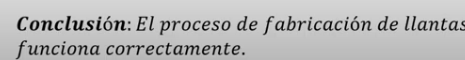 Conclusión: El proceso de fabricación de llantas
funciona correctamente.